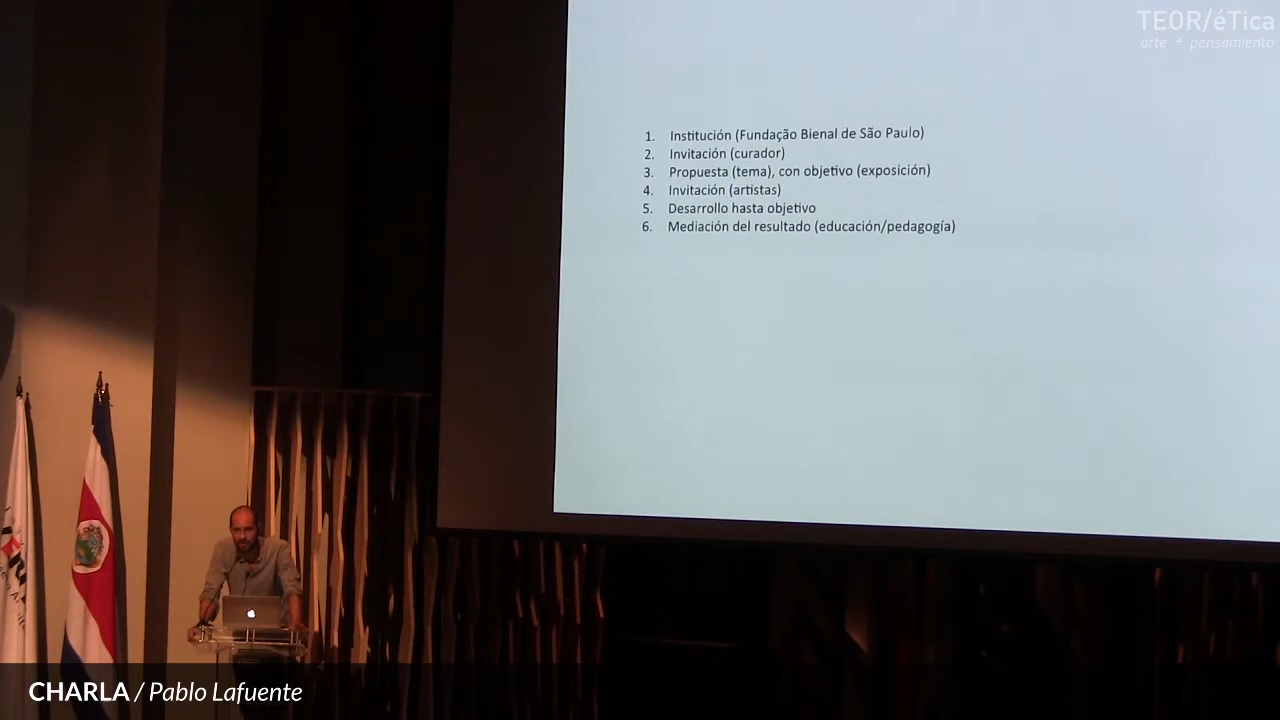 TEOR/éTica
arte + pensamiento
1. Institución (Fundação Bienal de São Paulo)
2. Invitación (curador)
3. Propuesta (tema), con objetivo (exposición)
4. Invitación (artistas)
5. Desarrollo hasta objetivo
6. Mediación del resultado (educación/pedagogía)
CHARLA / Pablo Lafuente